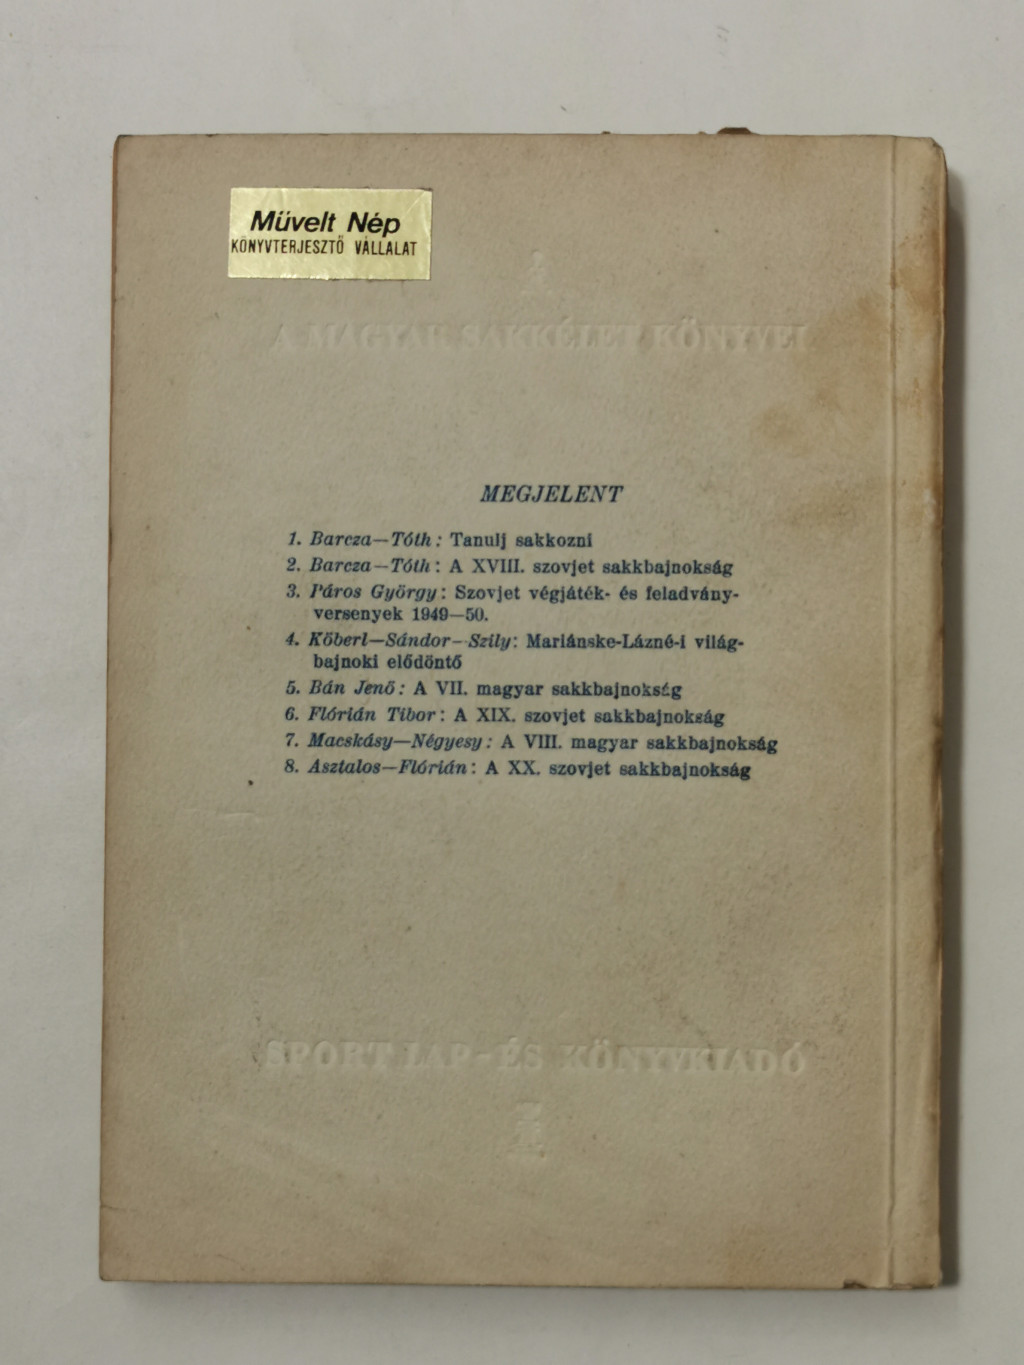 Művelt Nép
KÖNYVTERJESZTŐ VÁLLALAT
A MAGYAR SAKKÉLET KÖNYVEI
MEGJELENT
1. Barcza—Tóth: Tanulj sakkozni
2. Barcza—Tóth: A XVIII. szovjet sakkbajnokság
3. Páros György: Szovjet végjáték- és feladvány-
versenyek 1949—50.
4. Kőberl—Sándor—Szily: Mariánske-Lázné-i világ-
bajnoki elődöntő
5. Bán Jenő: A VII. magyar sakkbajnokság
6. Flórián Tibor: A XIX. szovjet sakkbajnokság
7. Macskásy—Négyesy: A VIII. magyar sakkbajnokság
8. Asztalos—Flórián: A XX. szovjet sakkbajnokság
SPORT LAP- ÉS KÖNYVKIADÓ